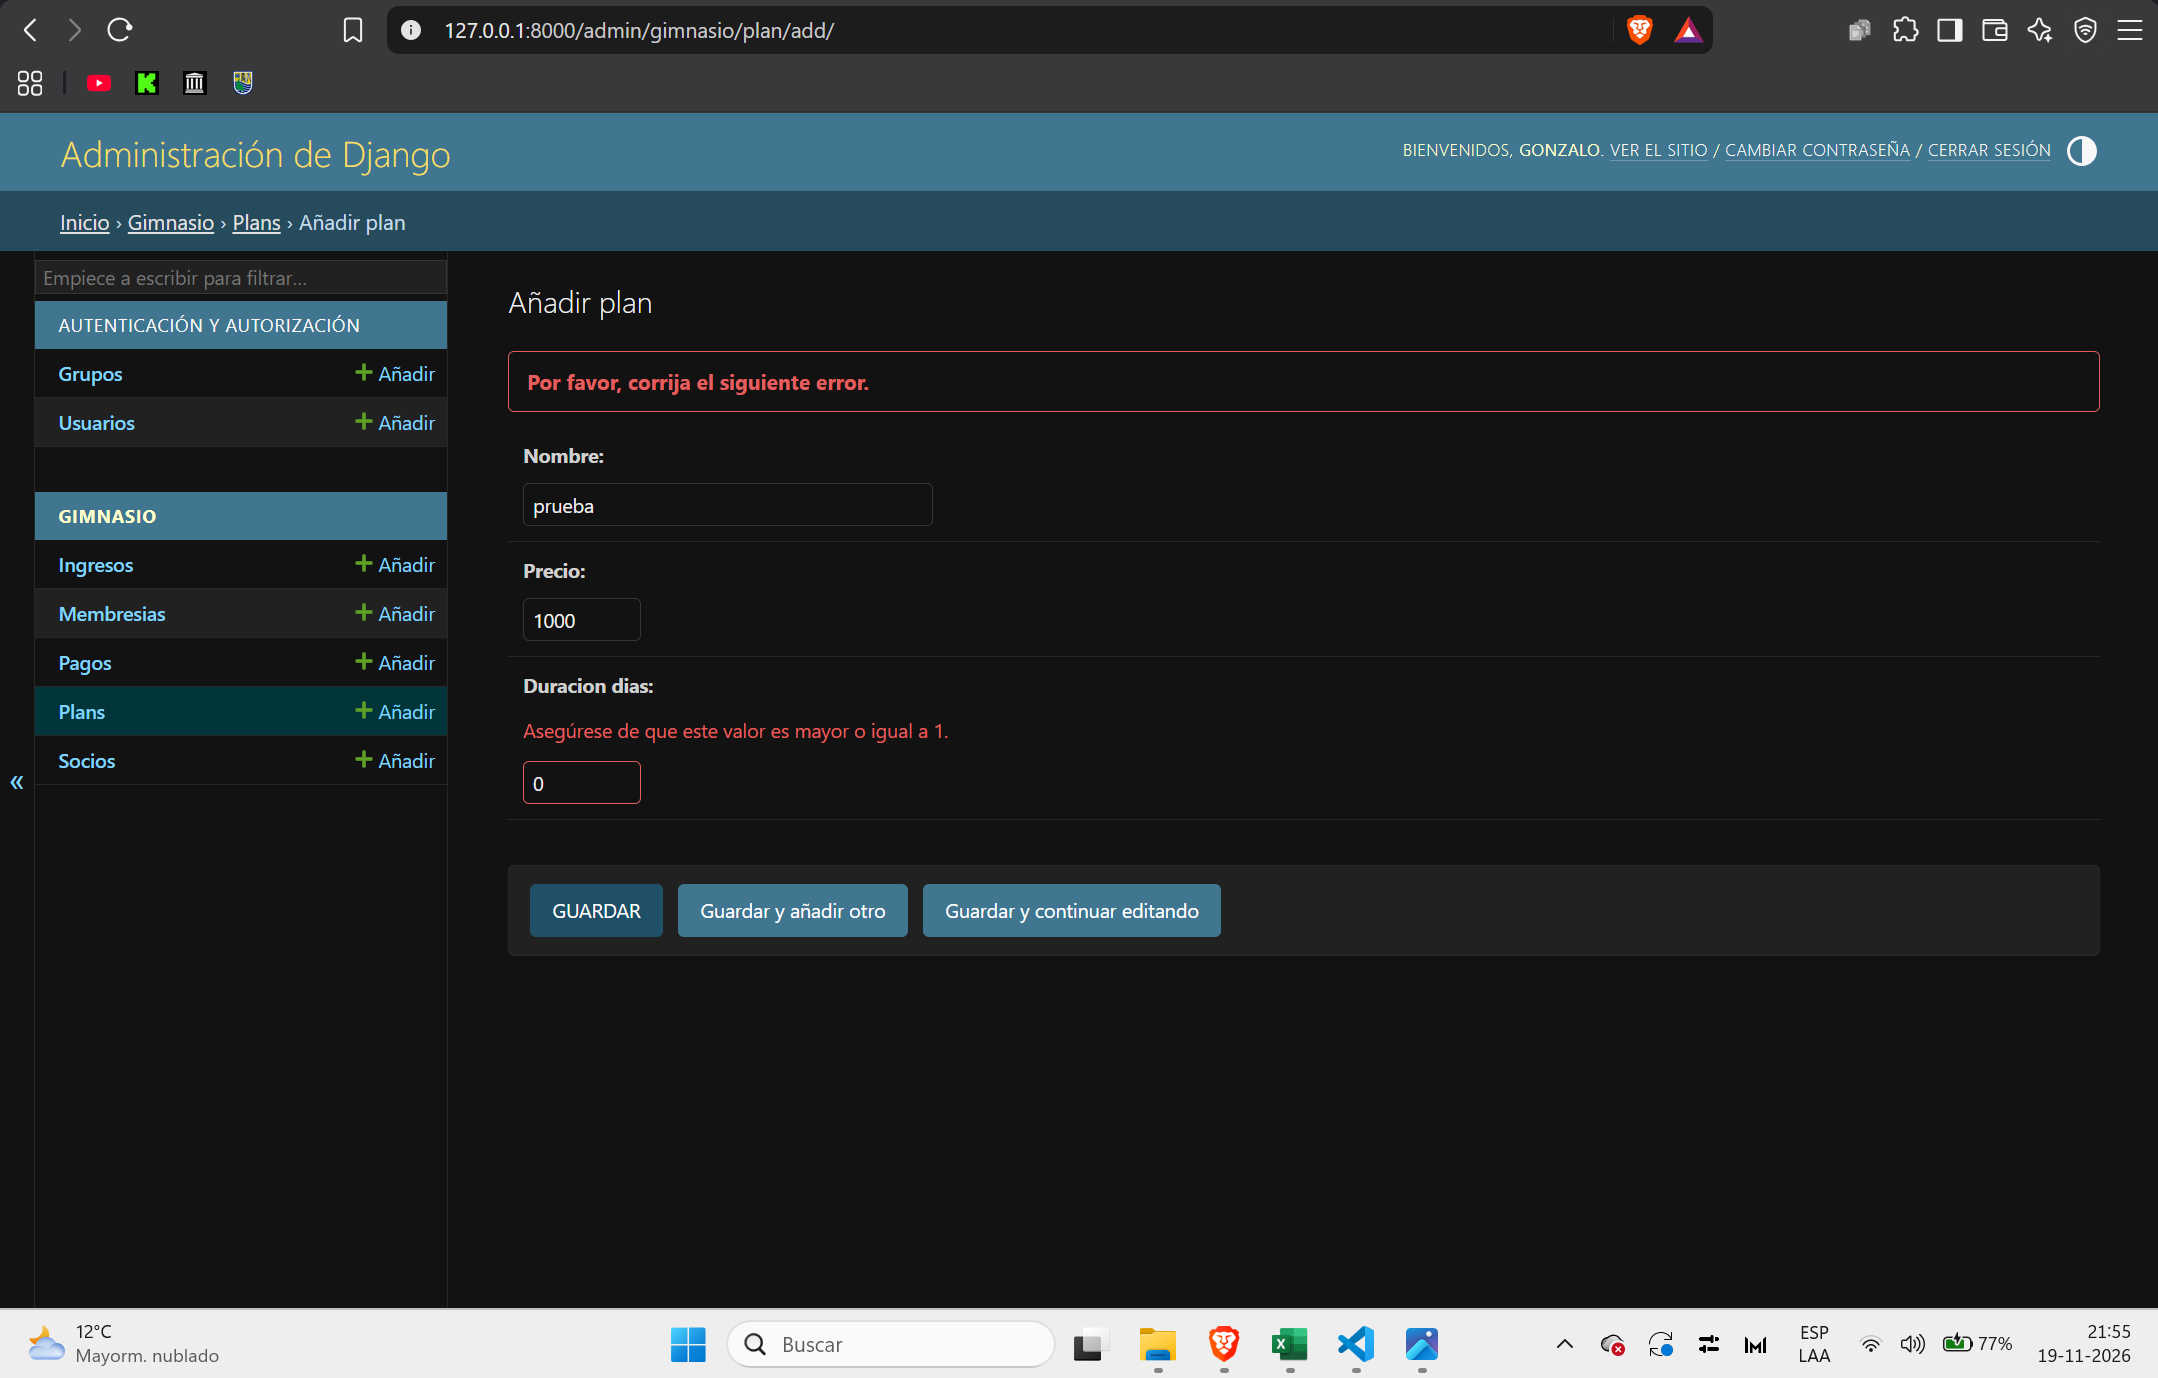 127.0.0.1:8000/admin/gimnasio/plan/add/
Administración de Django
BIENVENIDOS, GONZALO. VER EL SITIO / CAMBIAR CONTRASEÑA / CERRAR SESIÓN
Inicio › Gimnasio › Plans › Añadir plan
Empiece a escribir para filtrar...
AUTENTICACIÓN Y AUTORIZACIÓN
Grupos + Añadir
Usuarios + Añadir
GIMNASIO
Ingresos + Añadir
Membresias + Añadir
Pagos + Añadir
Plans + Añadir
Socios + Añadir
«
Añadir plan
Por favor, corrija el siguiente error.
Nombre:
prueba
Precio:
1000
Duracion dias:
Asegúrese de que este valor es mayor o igual a 1.
0
GUARDAR
Guardar y añadir otro
Guardar y continuar editando
12°C
Mayorm. nublado
Buscar
ESP
LAA
77%
21:55
19-11-2026